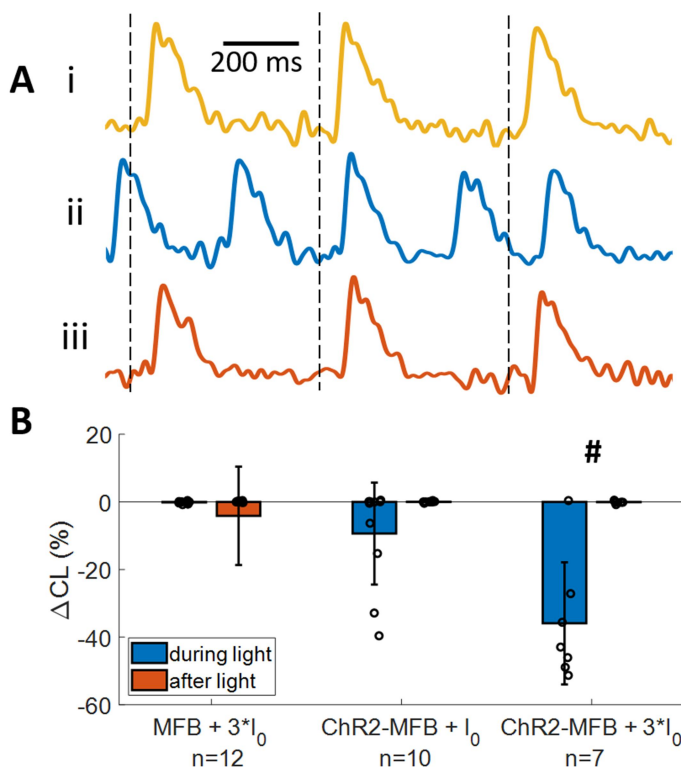 A
i
200 ms
ii
iii
B
#
20
0
-20
-40
-60
ΔCL (%)
during light
after light
MFB + 3*I₀
ChR2-MFB + I₀
ChR2-MFB + 3*I₀
n=12
n=10
n=7